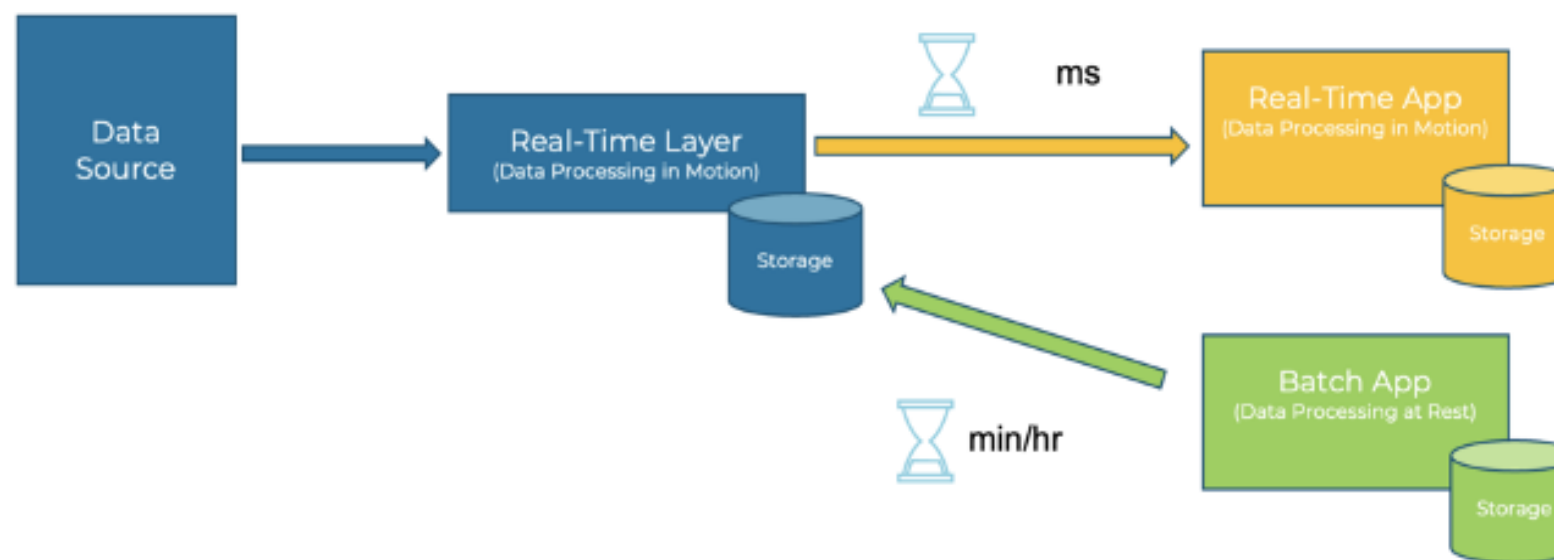 Data
Source
Real-Time Layer
(Data Processing in Motion)
Storage
ms
Real-Time App
(Data Processing in Motion)
Storage
min/hr
Batch App
(Data Processing at Rest)
Storage